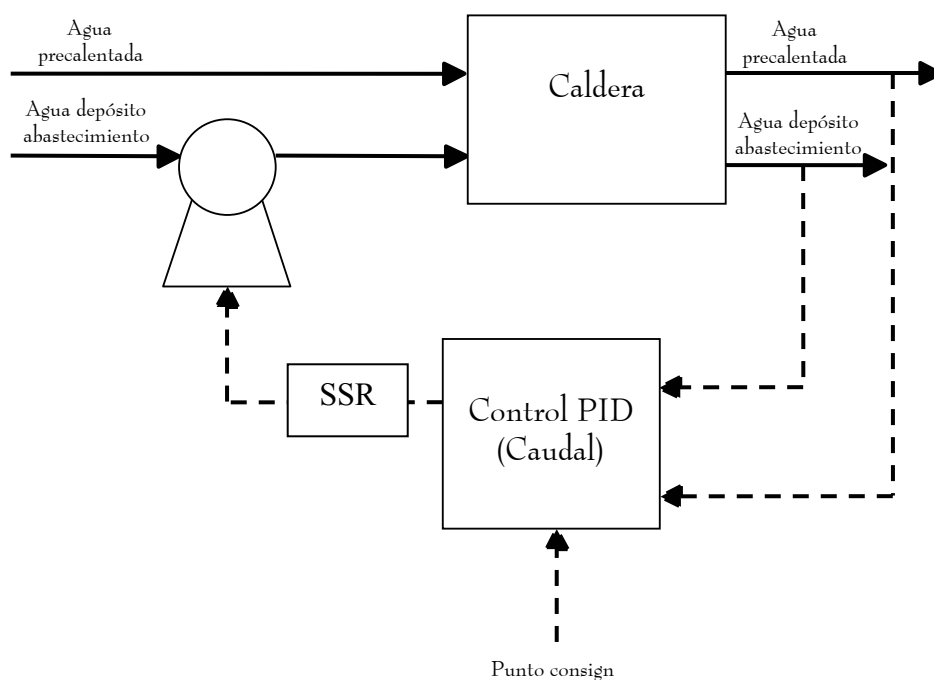 Agua
precalentada
Agua depósito
abastecimiento
Caldera
Agua
precalentada
Agua depósito
abastecimiento
SSR
Control PID
(Caudal)
Punto consign